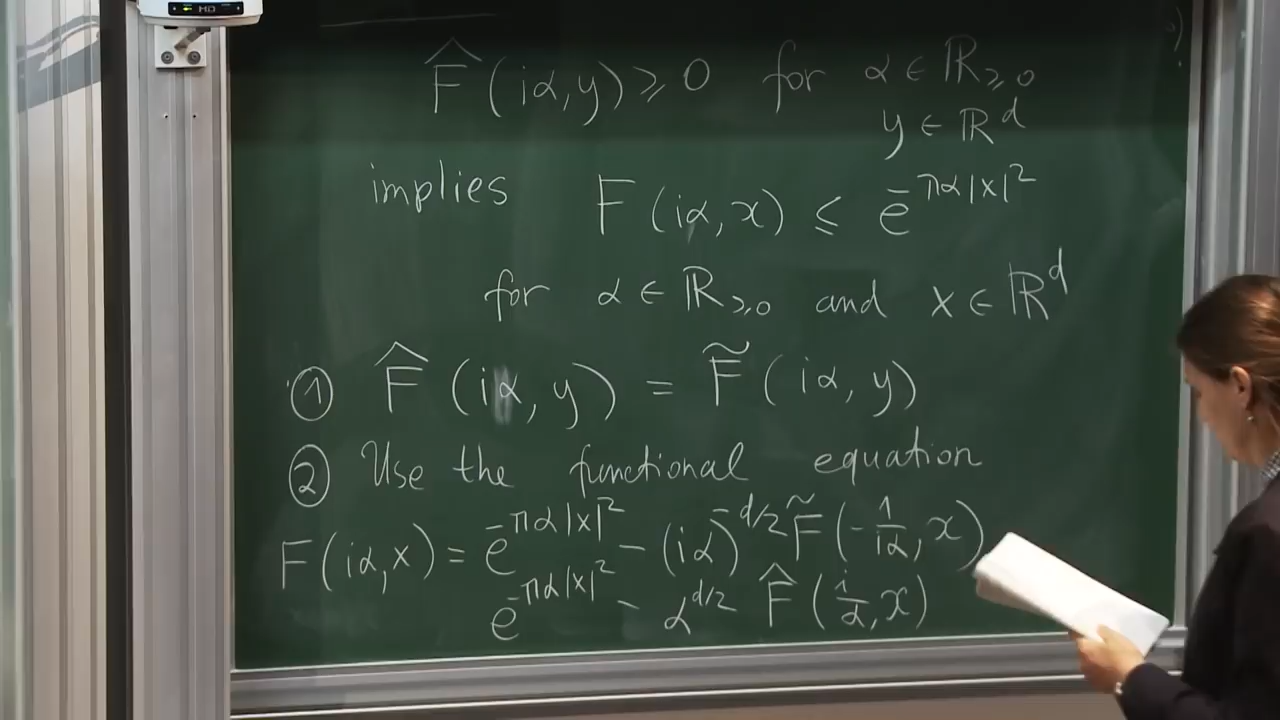 F̂ (iα, y) ⩾ 0 for α ∈ ℝ⩾0
y ∈ ℝ^d
implies F (iα, x) ⩽ e^{-πα|x|²}
for α ∈ ℝ⩾0 and x ∈ ℝ^d
① F̂ (iα, y) = F̃ (iα, y)
② Use the functional equation
F(iα, x) = e^{-πα|x|²} - (iα)^{-d/2} F̃ (-1/iα, x)
e^{-πα|x|²} - α^{d/2} F̂ (i/α, x)